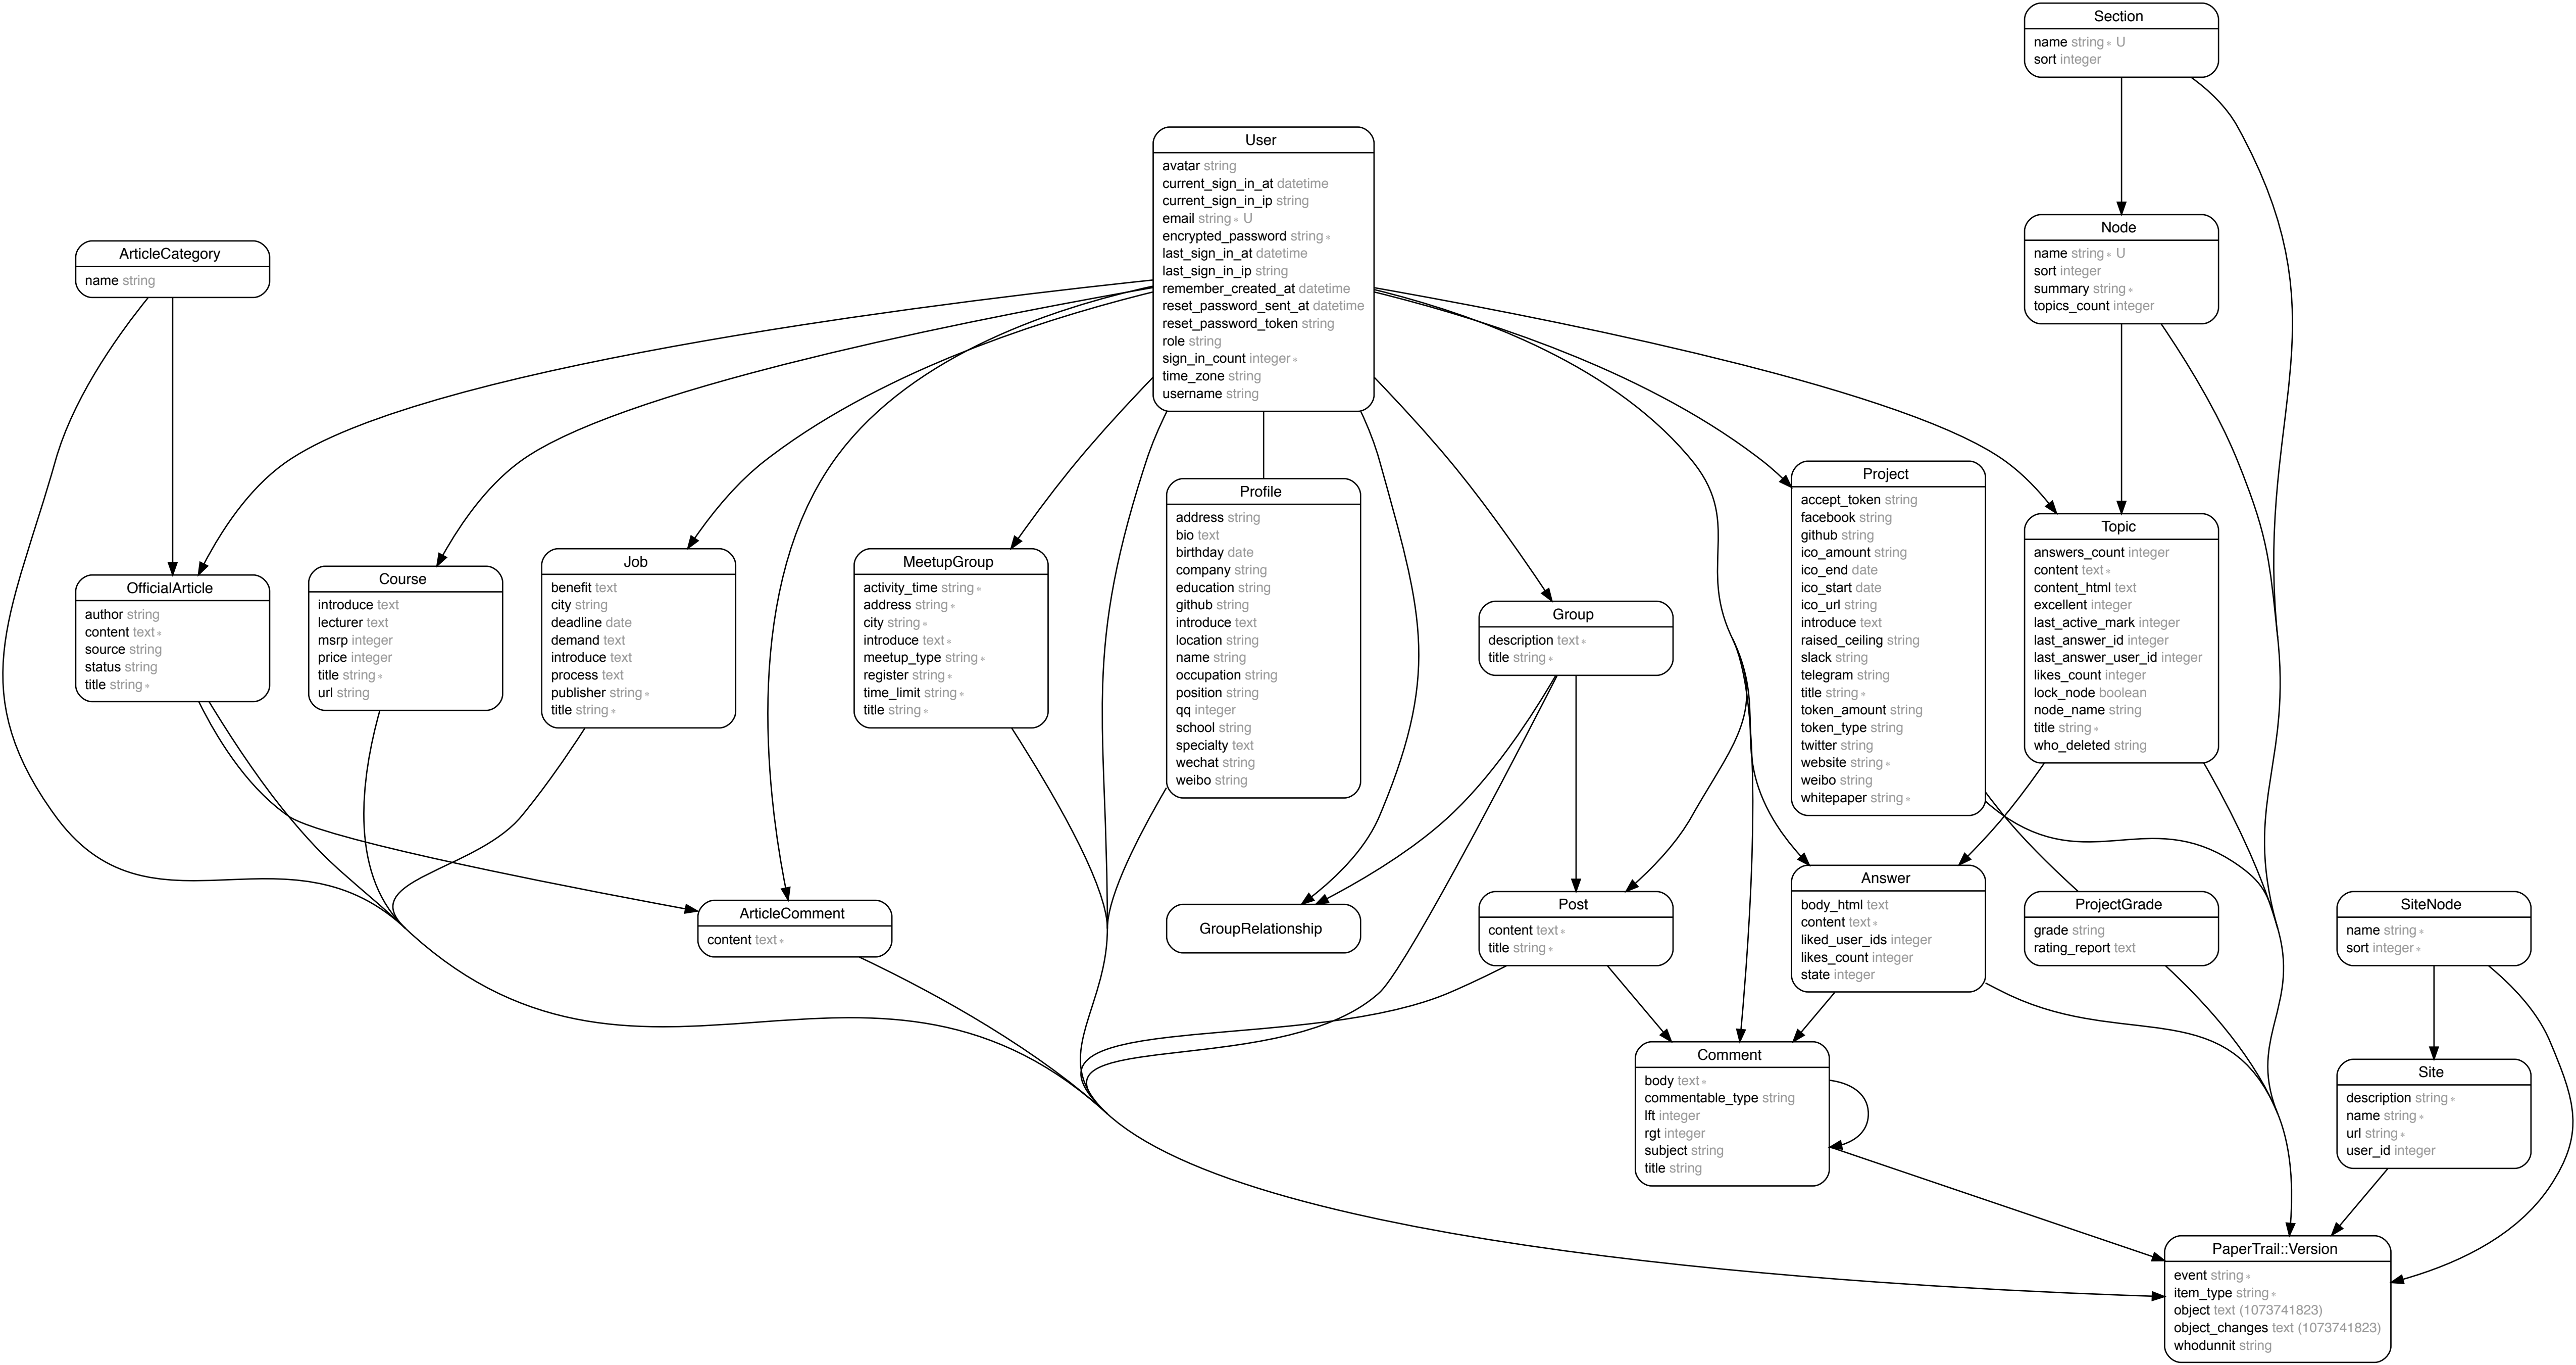 Section
name string∗ U
sort integer
User
avatar string
current_sign_in_at datetime
current_sign_in_ip string
email string∗ U
encrypted_password string∗
last_sign_in_at datetime
last_sign_in_ip string
remember_created_at datetime
reset_password_sent_at datetime
reset_password_token string
role string
sign_in_count integer∗
time_zone string
username string
Node
name string∗ U
sort integer
summary string∗
topics_count integer
ArticleCategory
name string
Project
accept_token string
facebook string
github string
ico_amount string
ico_end date
ico_start date
ico_url string
introduce text
raised_ceiling string
slack string
telegram string
title string∗
token_amount string
token_type string
twitter string
website string∗
weibo string
whitepaper string∗
Profile
address string
bio text
birthday date
company string
education string
github string
introduce text
location string
name string
occupation string
position string
qq integer
school string
specialty text
wechat string
weibo string
Topic
answers_count integer
content text∗
content_html text
excellent integer
last_active_mark integer
last_answer_id integer
last_answer_user_id integer
likes_count integer
lock_node boolean
node_name string
title string∗
who_deleted string
OfficialArticle
author string
content text∗
source string
status string
title string∗
Course
introduce text
lecturer text
msrp integer
price integer
title string∗
url string
Job
benefit text
city string
deadline date
demand text
introduce text
process text
publisher string∗
title string∗
MeetupGroup
activity_time string∗
address string∗
city string∗
introduce text∗
meetup_type string∗
register string∗
time_limit string∗
title string∗
Group
description text∗
title string∗
ArticleComment
content text∗
GroupRelationship
Post
content text∗
title string∗
Answer
body_html text
content text∗
liked_user_ids integer
likes_count integer
state integer
ProjectGrade
grade string
rating_report text
SiteNode
name string∗
sort integer∗
Comment
body text∗
commentable_type string
lft integer
rgt integer
subject string
title string
Site
description string∗
name string∗
url string∗
user_id integer
PaperTrail::Version
event string∗
item_type string∗
object text (1073741823)
object_changes text (1073741823)
whodunnit string